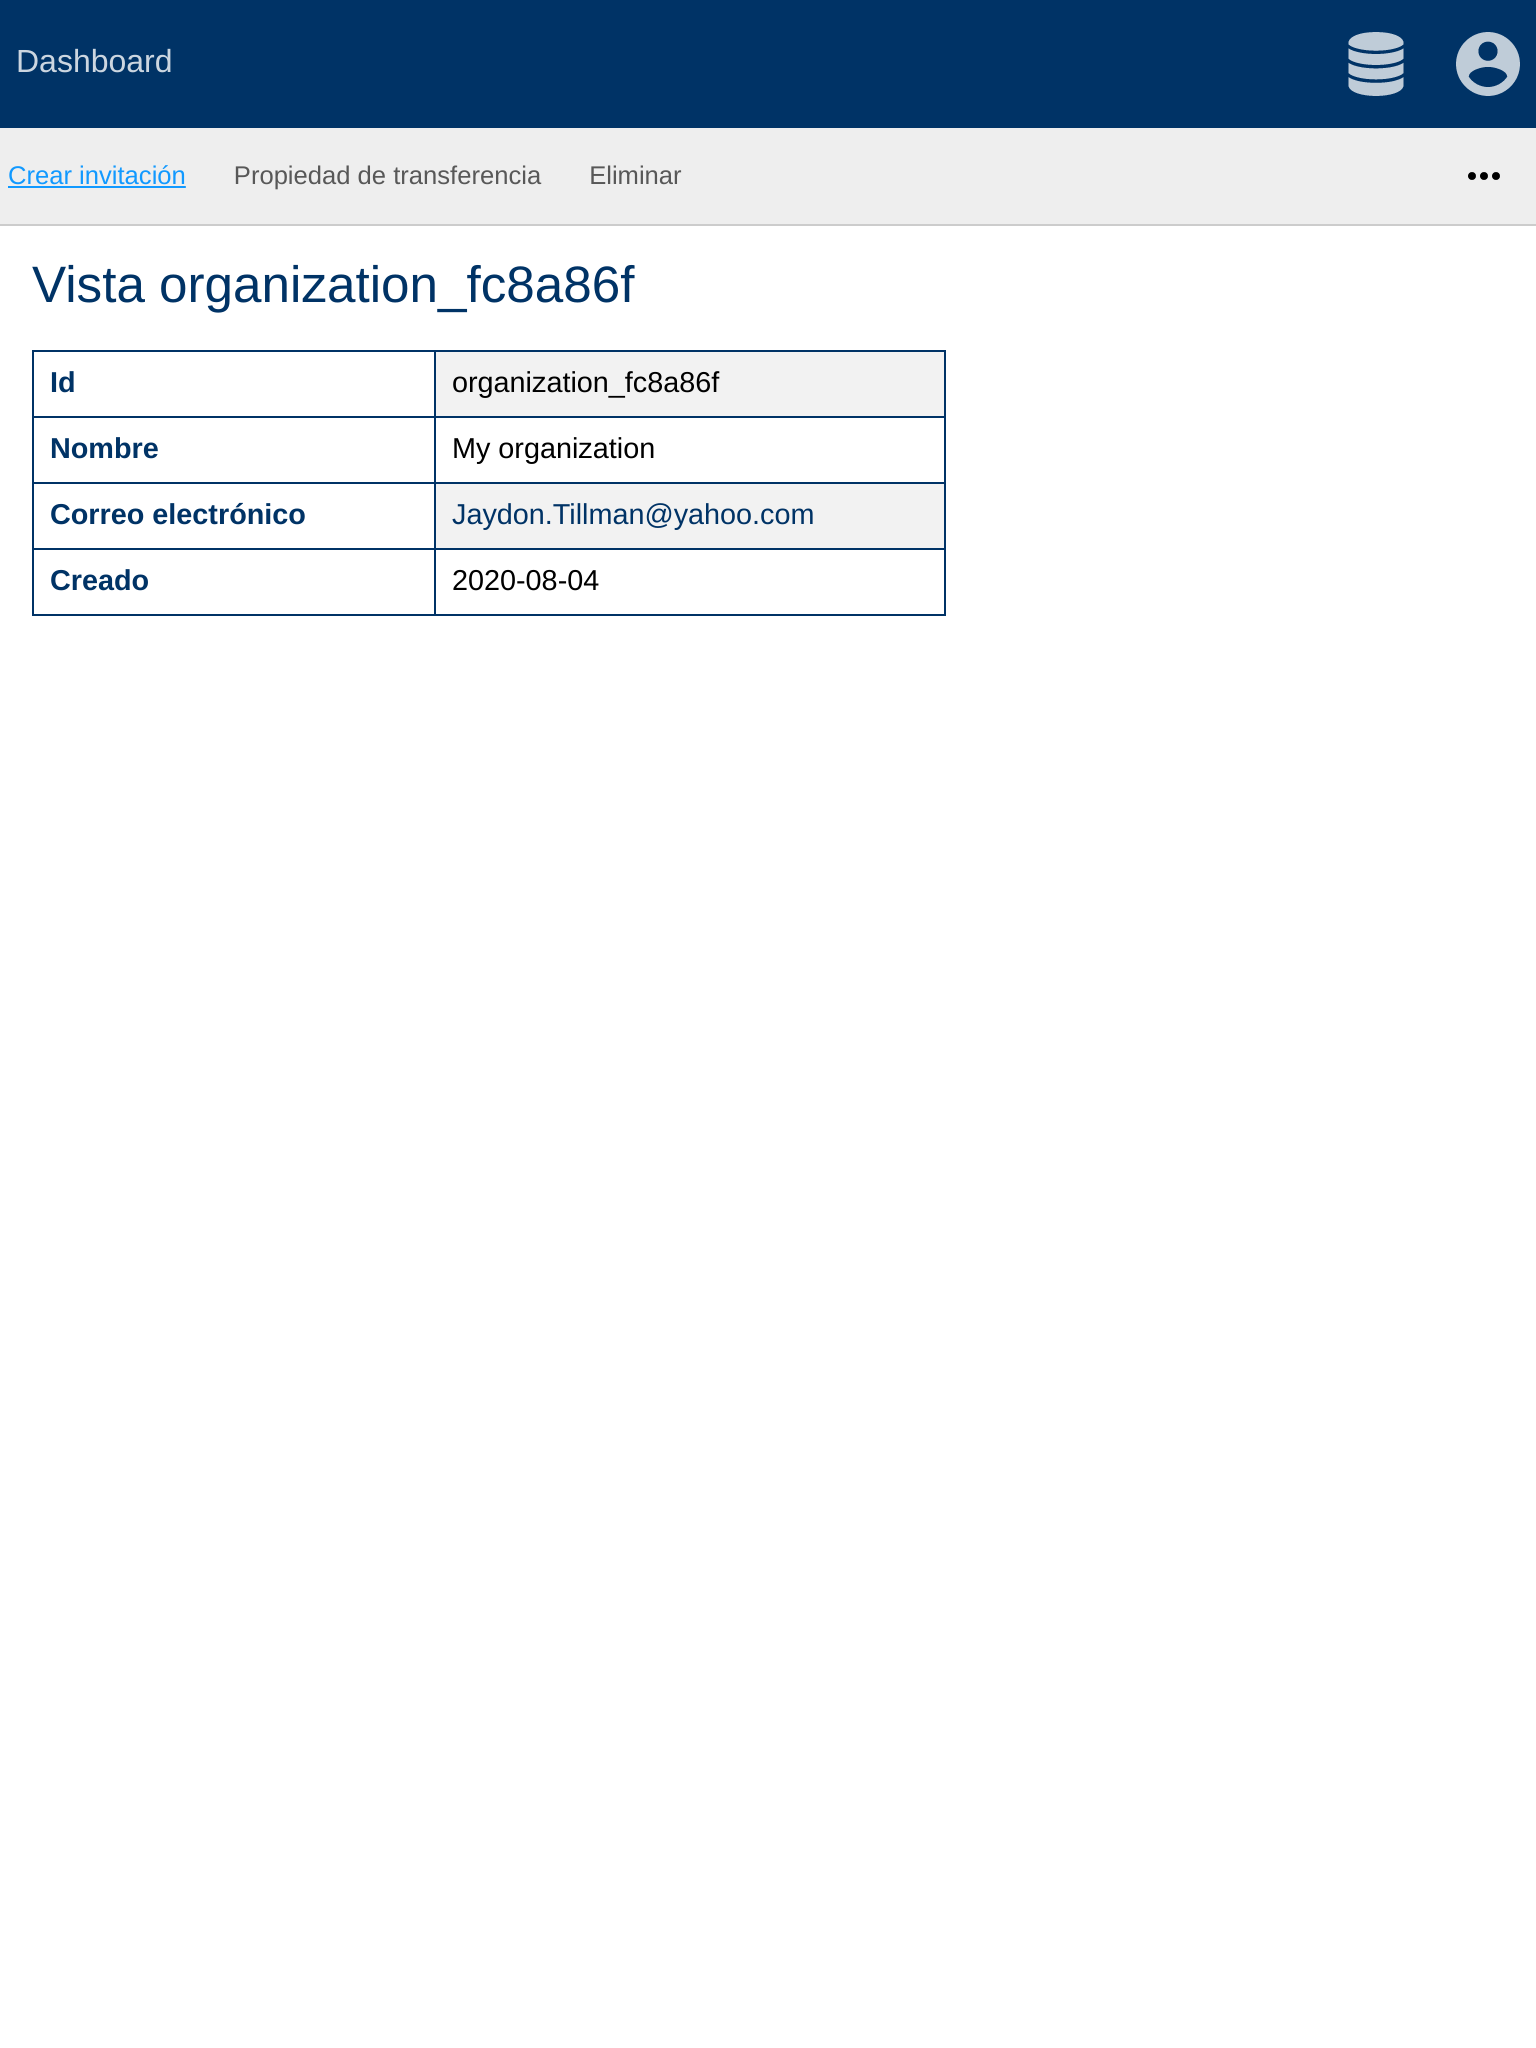 Dashboard
Crear invitación Propiedad de transferencia Eliminar
Vista organization_fc8a86f
Id organization_fc8a86f
Nombre My organization
Correo electrónico Jaydon.Tillman@yahoo.com
Creado 2020-08-04